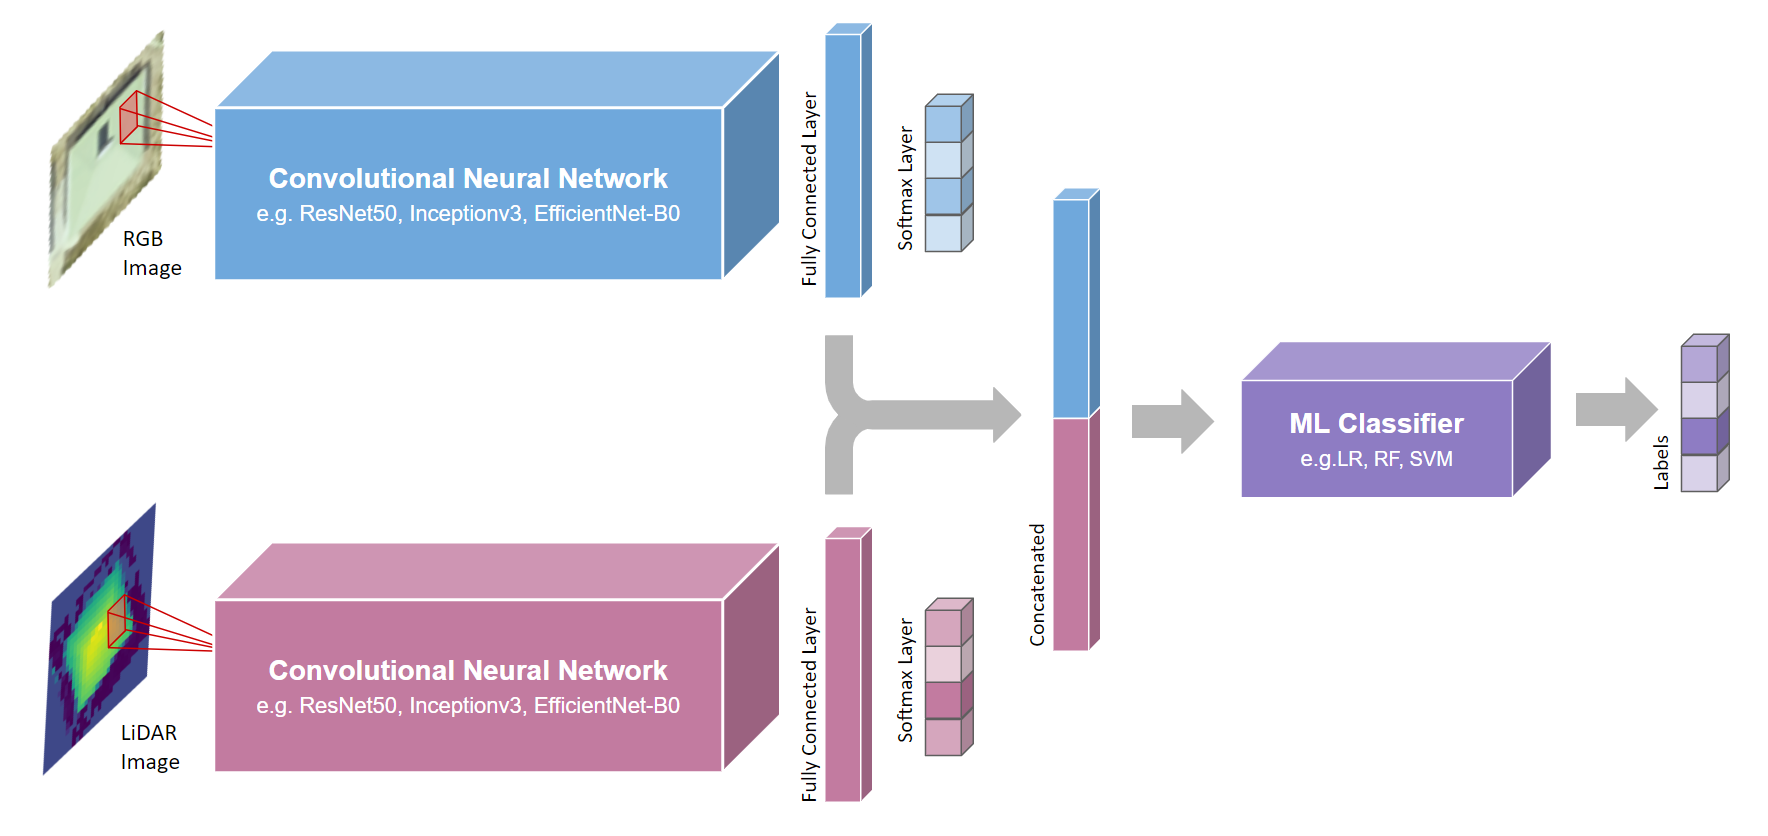 RGB
Image
Convolutional Neural Network
e.g. ResNet50, Inceptionv3, EfficientNet-B0
Fully Connected Layer
Softmax Layer
LiDAR
Image
Convolutional Neural Network
e.g. ResNet50, Inceptionv3, EfficientNet-B0
Fully Connected Layer
Softmax Layer
Concatenated
ML Classifier
e.g.LR, RF, SVM
Labels